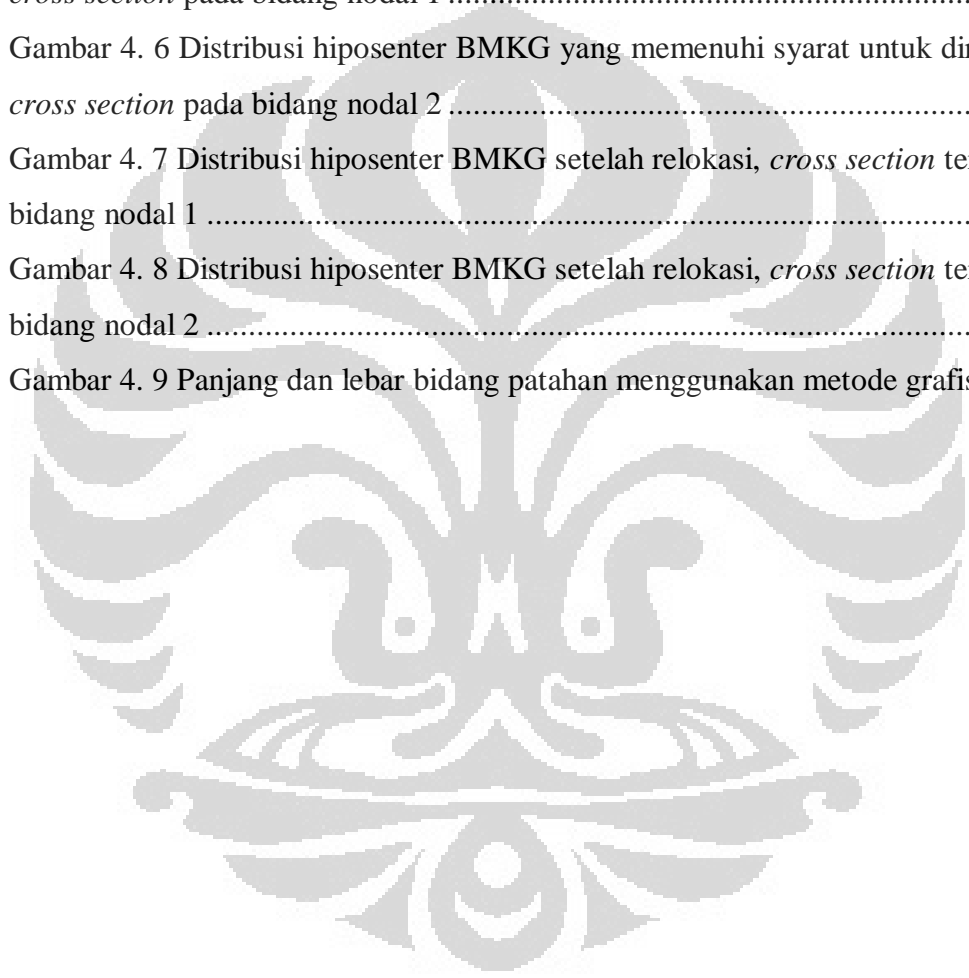 cross section pada bidang nodal 1 ..........................................................................
Gambar 4. 6 Distribusi hiposenter BMKG yang memenuhi syarat untuk
cross section pada bidang nodal 2 ..........................................................................
Gambar 4. 7 Distribusi hiposenter BMKG setelah relokasi, cross section
bidang nodal 1 ..........................................................................................................
Gambar 4. 8 Distribusi hiposenter BMKG setelah relokasi, cross section
bidang nodal 2 ..........................................................................................................
Gambar 4. 9 Panjang dan lebar bidang patahan menggunakan metode grafis